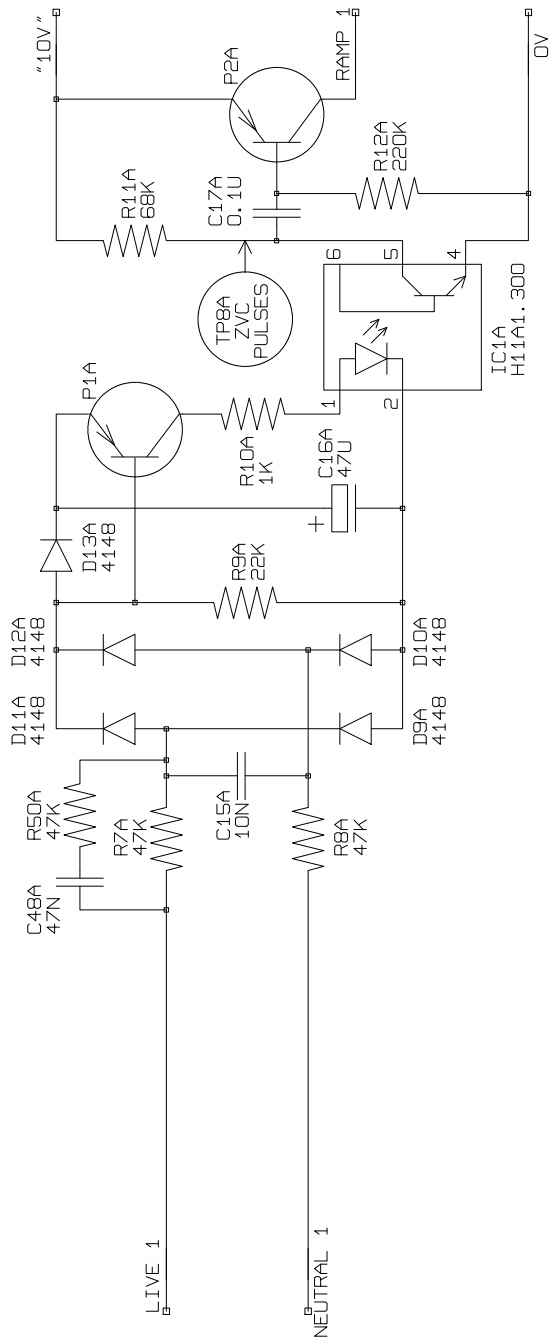 LIVE 1
NEUTRAL 1
C48A
47N
R50A
47K
R7A
47K
C15A
10N
R8A
47K
D11A
4148
D12A
4148
D9A
4148
D10A
4148
D13A
4148
R9A
22K
P1A
R10A
1K
+
C16A
47U
TP8A
ZVC
PULSES
R11A
68K
C17A
0.1U
P2A
R12A
220K
1
2
6
5
4
IC1A
H11A1.300
"10V"
RAMP 1
0V